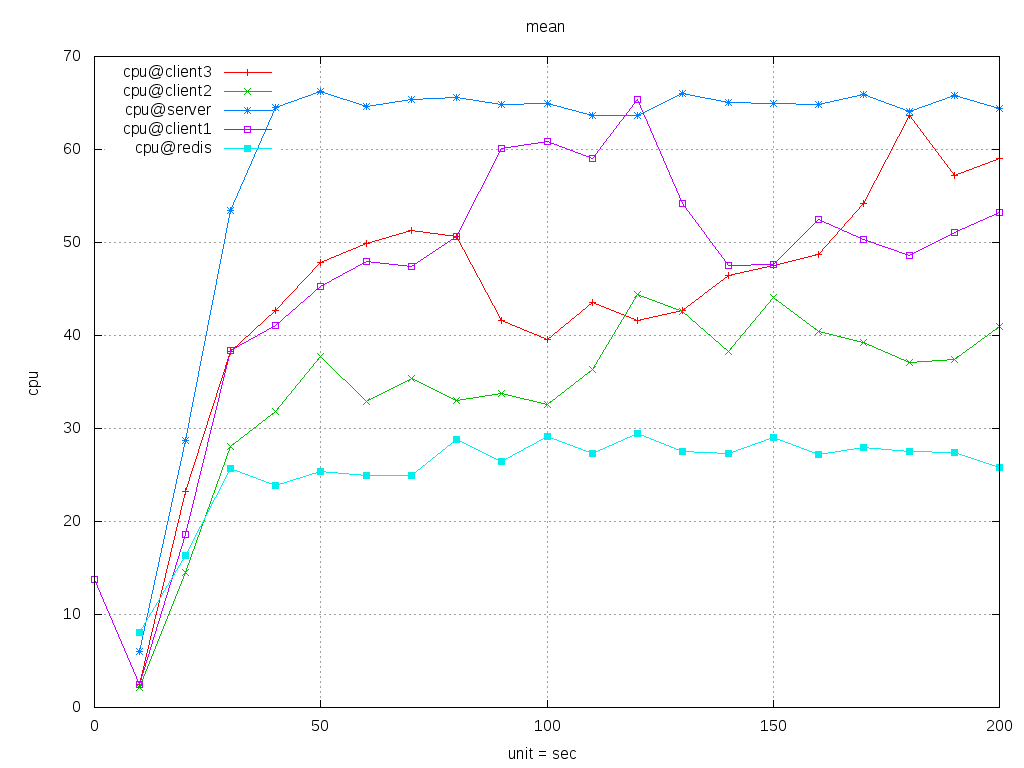 mean
70
60
50
40
30
20
10
0
cpu
cpu@client3
cpu@client2
cpu@server
cpu@client1
cpu@redis
0 50 100 150 200
unit = sec